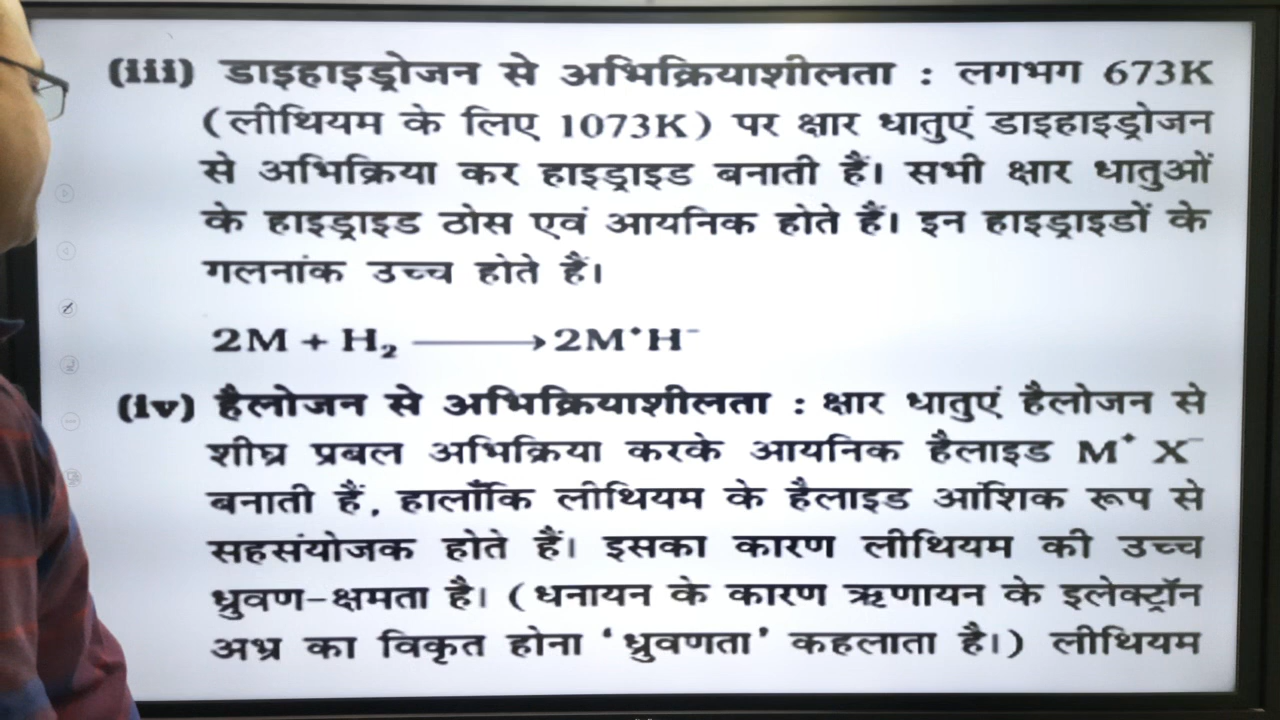 (iii) डाइहाइड्रोजन से अभिक्रियाशीलता : लगभग 673K
(लीथियम के लिए 1073K) पर क्षार धातुएं डाइहाइड्रोजन
से अभिक्रिया कर हाइड्राइड बनाती हैं। सभी क्षार धातुओं
के हाइड्राइड ठोस एवं आयनिक होते हैं। इन हाइड्राइडों के
गलनांक उच्च होते हैं।
2M + H₂ ⟶ 2M⁺H⁻
(iv) हैलोजन से अभिक्रियाशीलता : क्षार धातुएं हैलोजन से
शीघ्र प्रबल अभिक्रिया करके आयनिक हैलाइड M⁺ X⁻
बनाती हैं, हालाँकि लीथियम के हैलाइड आंशिक रूप से
सहसंयोजक होते हैं। इसका कारण लीथियम की उच्च
ध्रुवण-क्षमता है। (धनायन के कारण ऋणायन के इलेक्ट्रॉन
अभ्र का विकृत होना ‘ध्रुवणता’ कहलाता है।) लीथियम